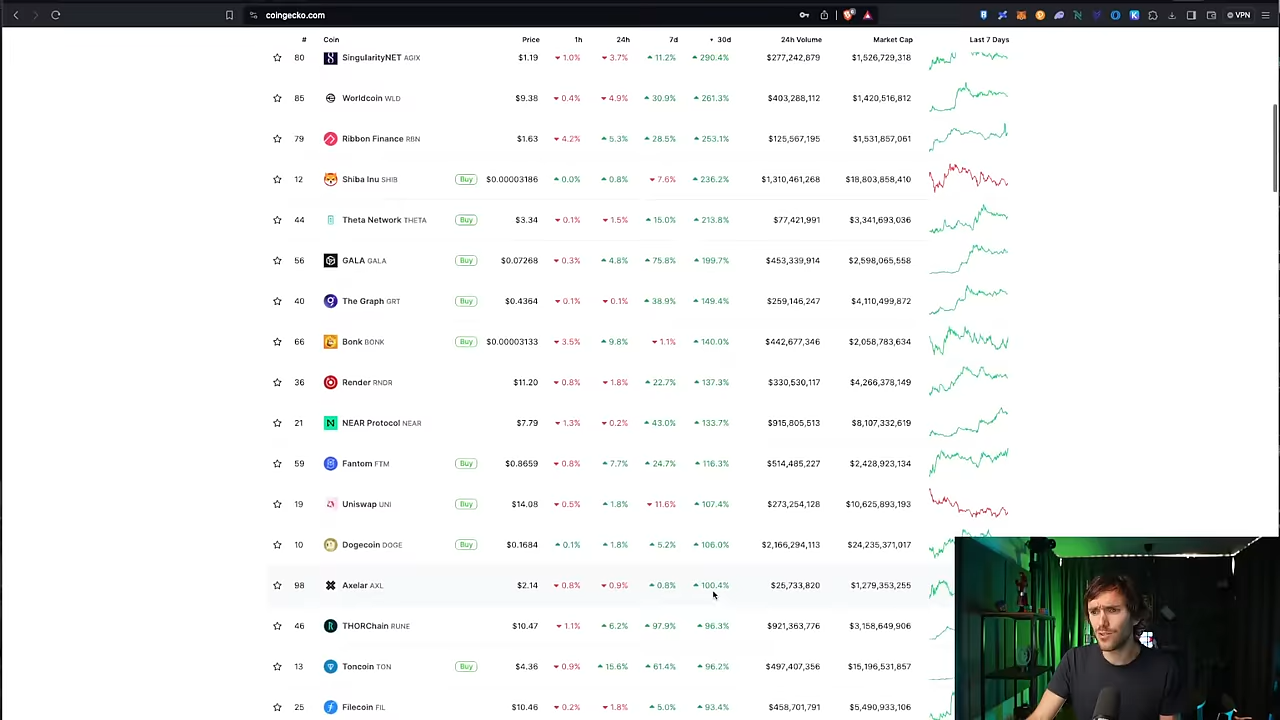 coingecko.com
VPN
# Coin Price 1h 24h 7d 30d 24h Volume Market Cap Last 7 Days
80 SingularityNET AGIX $1.19 1.0% 3.7% 11.2% 290.4% $277,242,879 $1,526,729,318
85 Worldcoin WLD $9.38 0.4% 4.9% 30.9% 261.3% $403,288,112 $1,420,516,812
79 Ribbon Finance RBN $1.63 4.2% 5.3% 28.5% 253.1% $125,567,195 $1,531,857,061
12 Shiba Inu SHIB Buy $0.00003186 0.0% 0.8% 7.6% 236.2% $1,310,461,268 $18,803,858,410
44 Theta Network THETA Buy $3.34 0.1% 1.5% 15.0% 213.8% $77,421,991 $3,341,693,036
56 GALA GALA Buy $0.07268 0.3% 4.8% 75.8% 199.7% $453,339,914 $2,598,065,558
40 The Graph GRT Buy $0.4364 0.1% 0.1% 38.9% 149.4% $259,146,247 $4,110,499,872
66 Bonk BONK Buy $0.00003133 3.5% 9.8% 1.1% 140.0% $442,677,346 $2,058,783,634
36 Render RNDR Buy $11.20 0.8% 1.8% 22.7% 137.3% $330,530,117 $4,266,378,149
21 NEAR Protocol NEAR $7.79 1.3% 0.2% 43.0% 133.7% $915,805,513 $8,107,332,619
59 Fantom FTM Buy $0.8659 0.8% 7.7% 24.7% 116.3% $514,485,227 $2,428,923,134
19 Uniswap UNI Buy $14.08 0.5% 1.8% 11.6% 107.4% $273,254,128 $10,625,893,193
10 Dogecoin DOGE Buy $0.1684 0.1% 1.8% 5.2% 106.0% $2,166,294,113 $24,235,371,017
98 Axelar AXL $2.14 0.8% 0.9% 0.8% 100.4% $25,733,820 $1,279,353,255
46 THORChain RUNE $10.47 1.1% 6.2% 97.9% 96.3% $921,363,776 $3,158,649,906
13 Toncoin TON Buy $4.36 0.9% 15.6% 61.4% 96.2% $497,407,356 $15,196,531,857
25 Filecoin FIL $10.46 0.2% 1.8% 5.0% 93.4% $458,701,791 $5,490,933,106